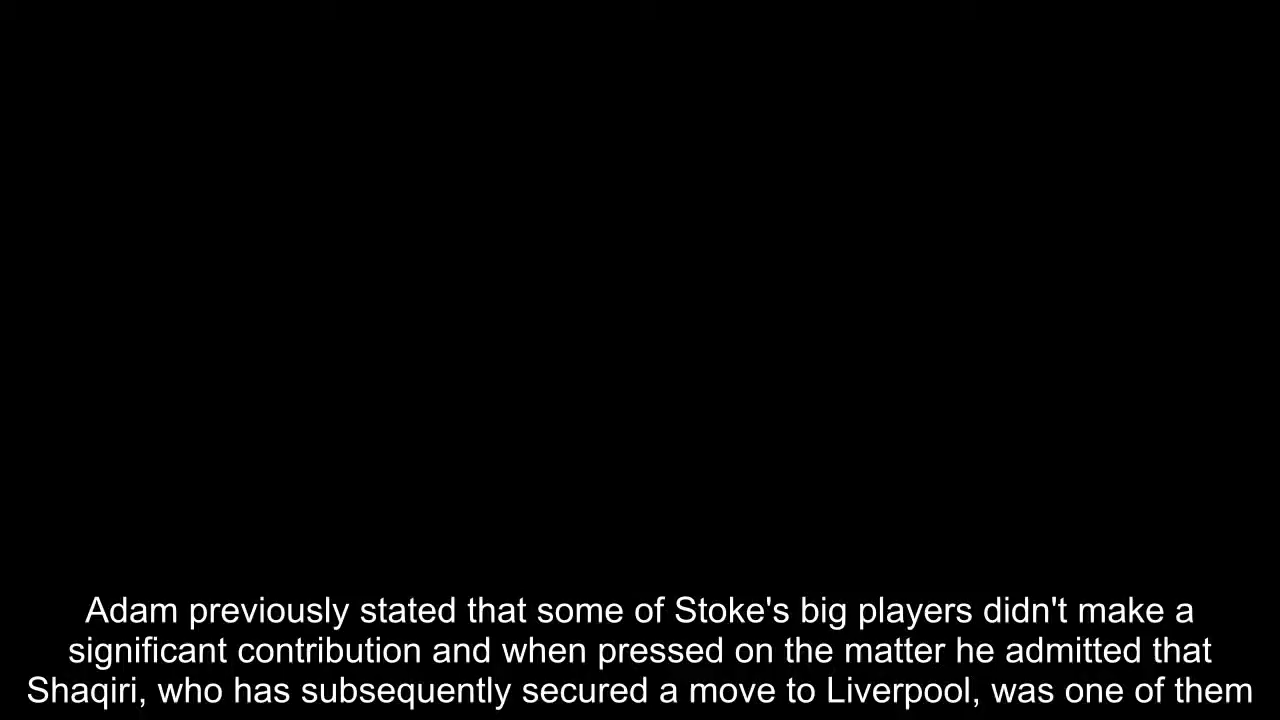 Adam previously stated that some of Stoke's big players didn't make a
significant contribution and when pressed on the matter he admitted that
Shaqiri, who has subsequently secured a move to Liverpool, was one of them